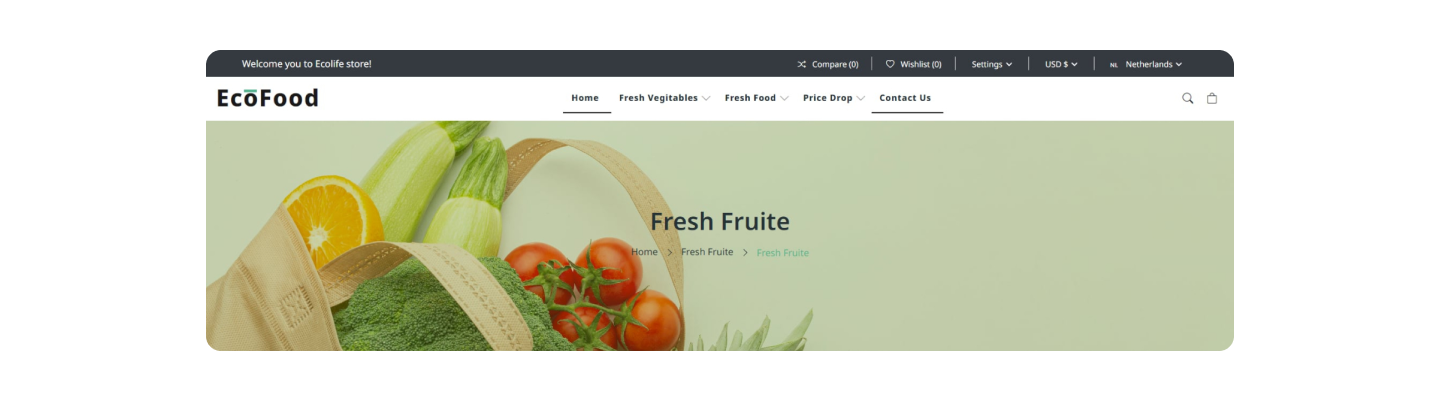 Welcome you to Ecolife store! Compare (0) Wishlist (0) Settings USD $ NL Netherlands
EcōFood Home Fresh Vegitables Fresh Food Price Drop Contact Us
Fresh Fruite
Home > Fresh Fruite > Fresh Fruite